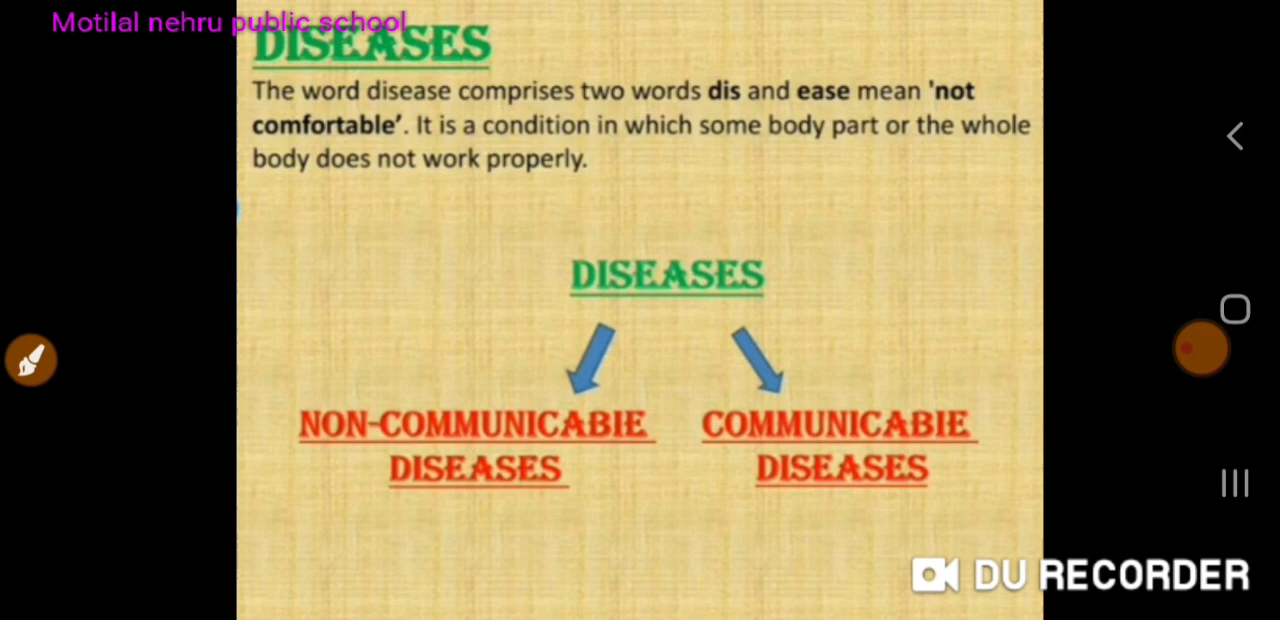 Motilal nehru public school
DISEASES
The word disease comprises two words dis and ease mean 'not
comfortable’. It is a condition in which some body part or the whole
body does not work properly.
DISEASES
NON-COMMUNICABIE
DISEASES
COMMUNICABIE
DISEASES
DU RECORDER